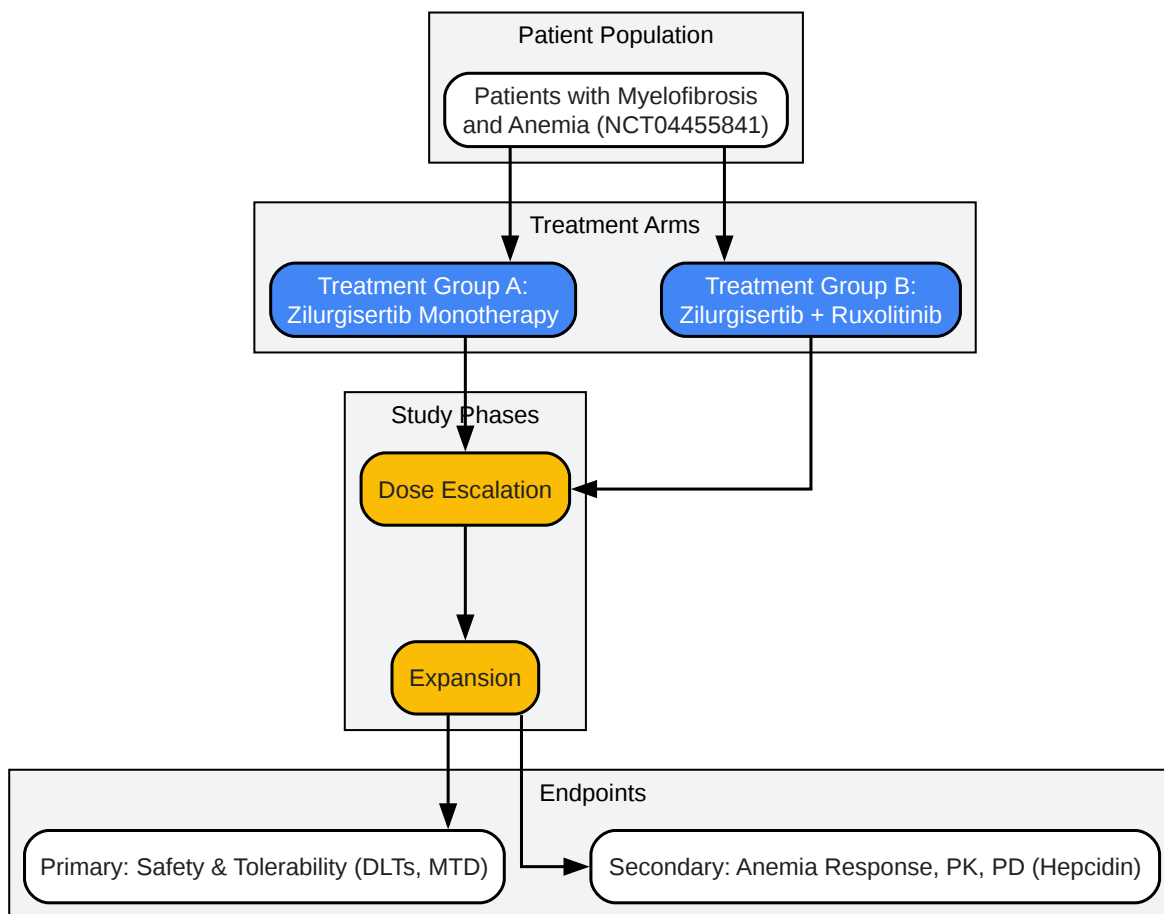 Patient Population
Patients with Myelofibrosis
and Anemia (NCT04455841)
Treatment Arms
Treatment Group A:
Zilurgisertib Monotherapy
Treatment Group B:
Zilurgisertib + Ruxolitinib
Study Phases
Dose Escalation
Expansion
Endpoints
Primary: Safety & Tolerability (DLTs, MTD)
Secondary: Anemia Response, PK, PD (Hepcidin)